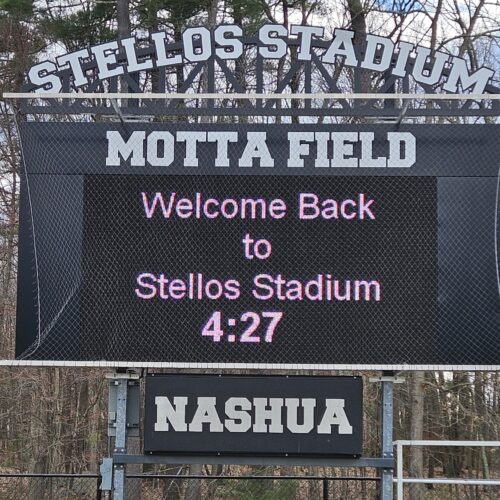 STELLOS STADIUM
MOTTA FIELD
Welcome Back
to
Stellos Stadium
4:27
NASHUA